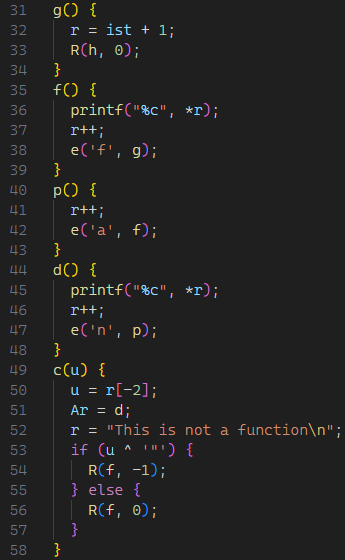 31 g() {
32 r = ist + 1;
33 R(h, 0);
34 }
35 f() {
36 printf("%c", *r);
37 r++;
38 e('f', g);
39 }
40 p() {
41 r++;
42 e('a', f);
43 }
44 d() {
45 printf("%c", *r);
46 r++;
47 e('n', p);
48 }
49 c(u) {
50 u = r[-2];
51 Ar = d;
52 r = "This is not a function\n";
53 if (u ^ '"') {
54 R(f, -1);
55 } else {
56 R(f, 0);
57 }
58 }